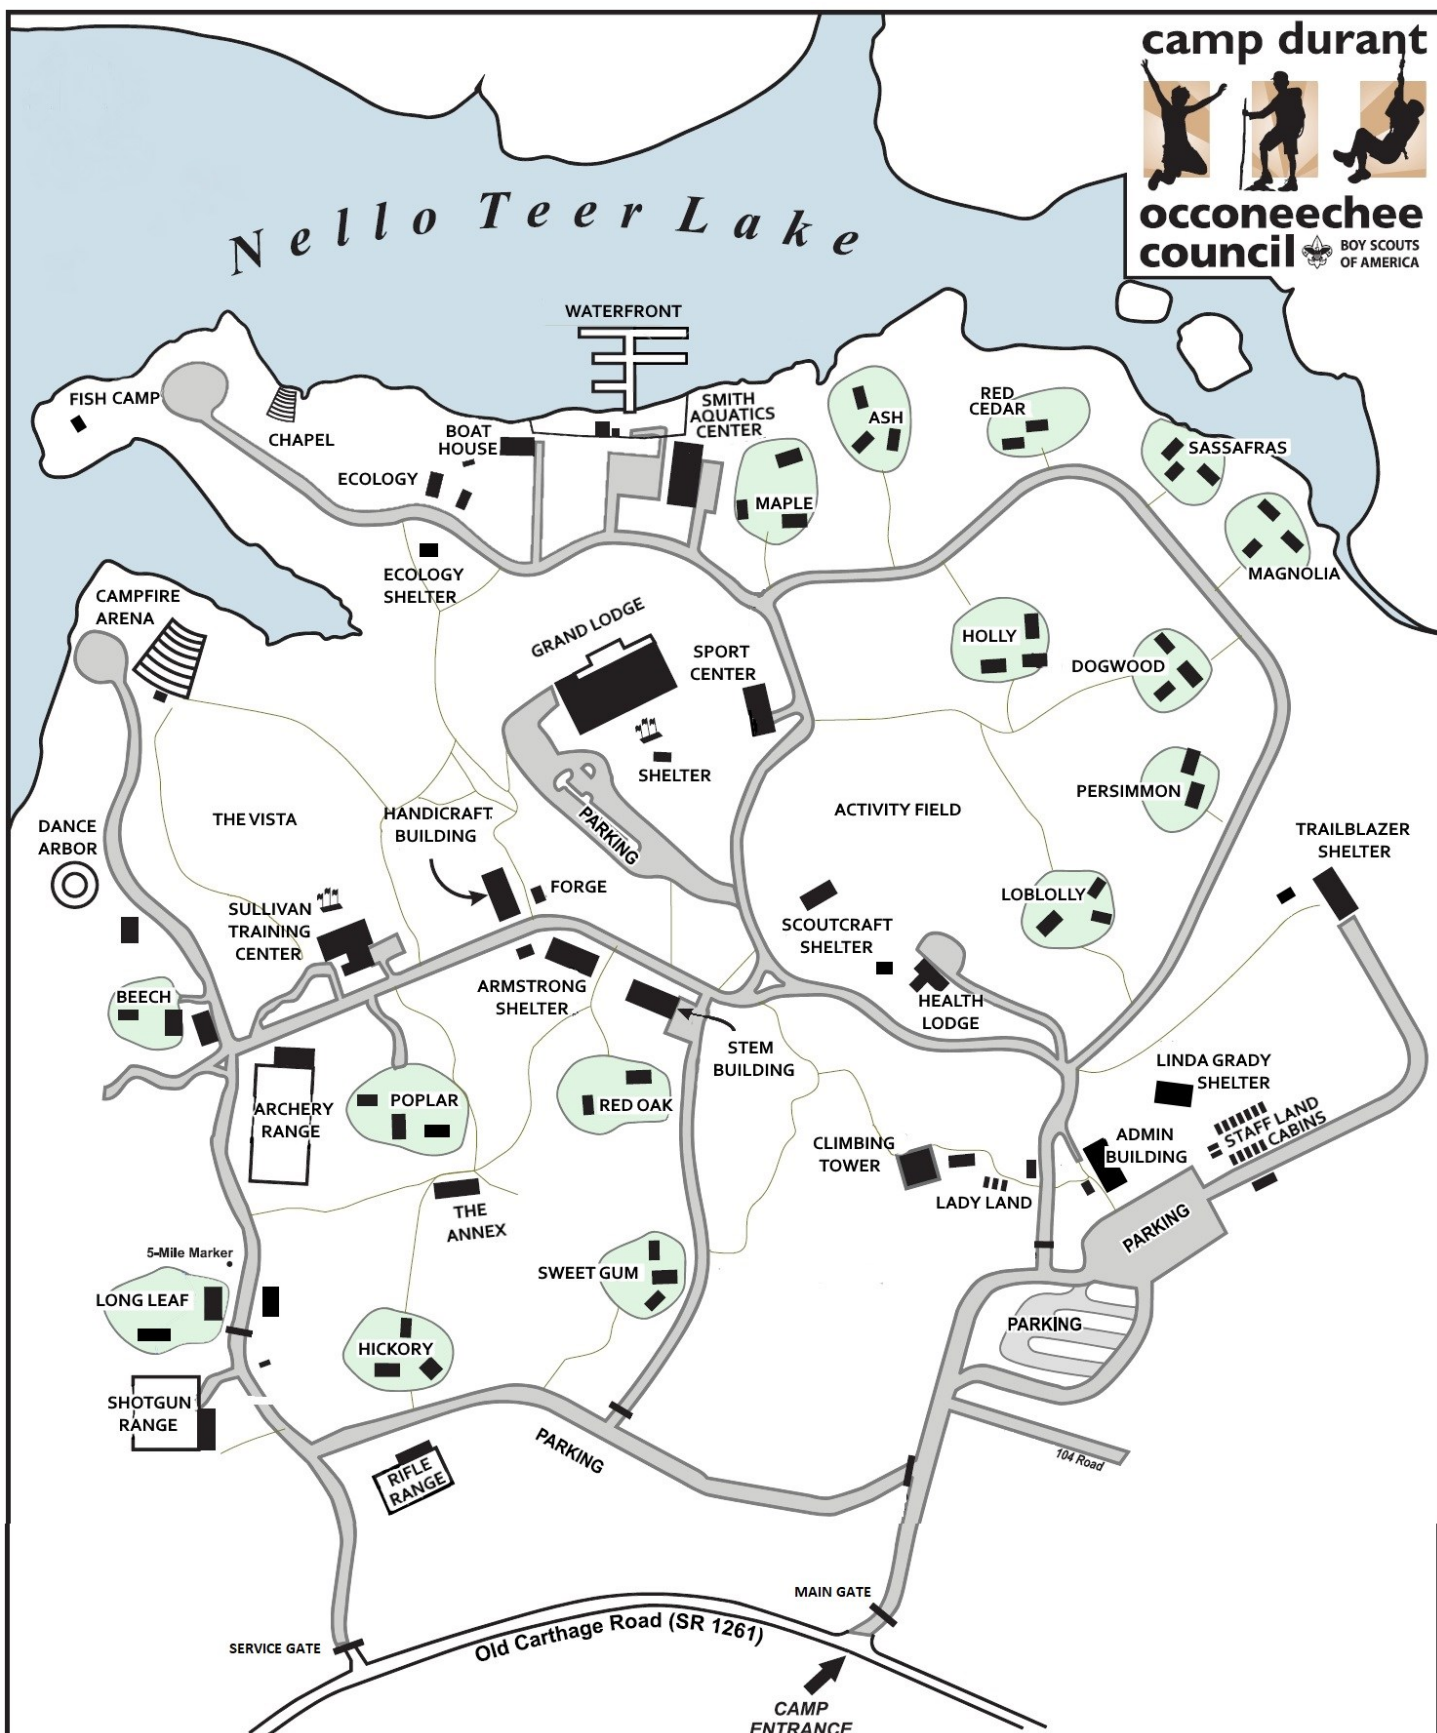 camp durant
occoneechee
council
BOY SCOUTS
OF AMERICA
Nello Teer Lake
WATERFRONT
FISH CAMP
CHAPEL
BOAT
HOUSE
SMITH
AQUATICS
CENTER
ECOLOGY
ASH
RED
CEDAR
SASSAFRAS
MAPLE
MAGNOLIA
ECOLOGY
SHELTER
CAMPFIRE
ARENA
GRAND LODGE
SPORT
CENTER
HOLLY
DOGWOOD
SHELTER
PERSIMMON
THE VISTA
HANDICRAFT
BUILDING
PARKING
ACTIVITY FIELD
DANCE
ARBOR
TRAILBLAZER
SHELTER
FORGE
LOBLOLLY
SULLIVAN
TRAINING
CENTER
SCOUTCRAFT
SHELTER
ARMSTRONG
SHELTER
BEECH
HEALTH
LODGE
STEM
BUILDING
LINDA GRADY
SHELTER
ARCHERY
RANGE
POPLAR
RED OAK
STAFF LAND
CABINS
CLIMBING
TOWER
ADMIN
BUILDING
LADY LAND
THE
ANNEX
PARKING
5-Mile Marker
SWEET GUM
LONG LEAF
PARKING
HICKORY
SHOTGUN
RANGE
PARKING
104 Road
RIFLE
RANGE
MAIN GATE
Old Carthage Road (SR 1261)
SERVICE GATE
CAMP
ENTRANCE